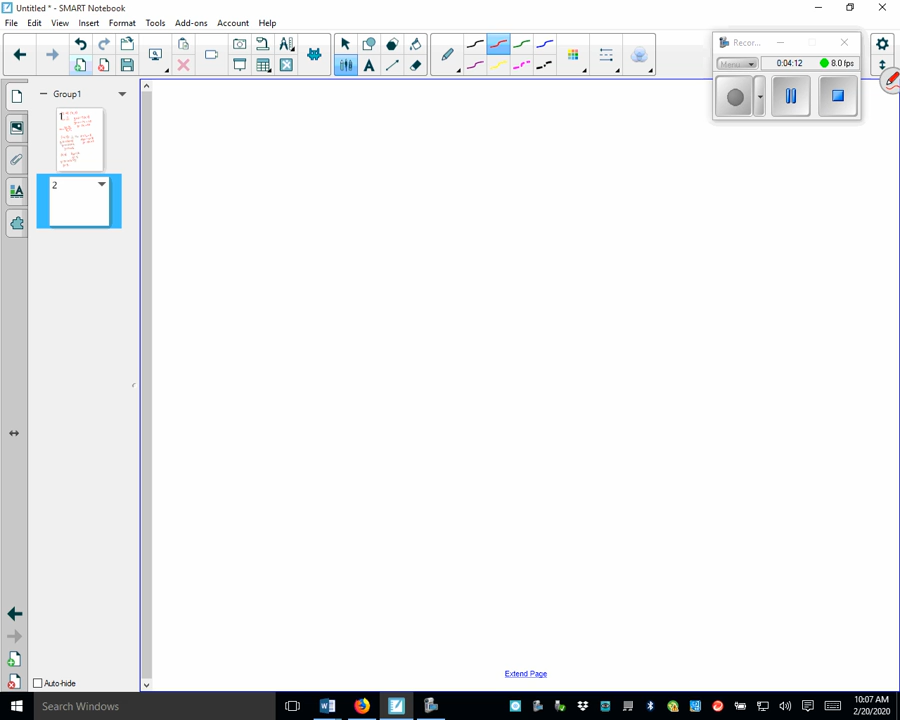 Untitled * - SMART Notebook
File Edit View Insert Format Tools Add-ons Account Help
Recor...
Menu 0:04:12 8.0 fps
A
Group1
1
2
A
Extend Page
Auto-hide
Search Windows
10:07 AM
2/20/2020